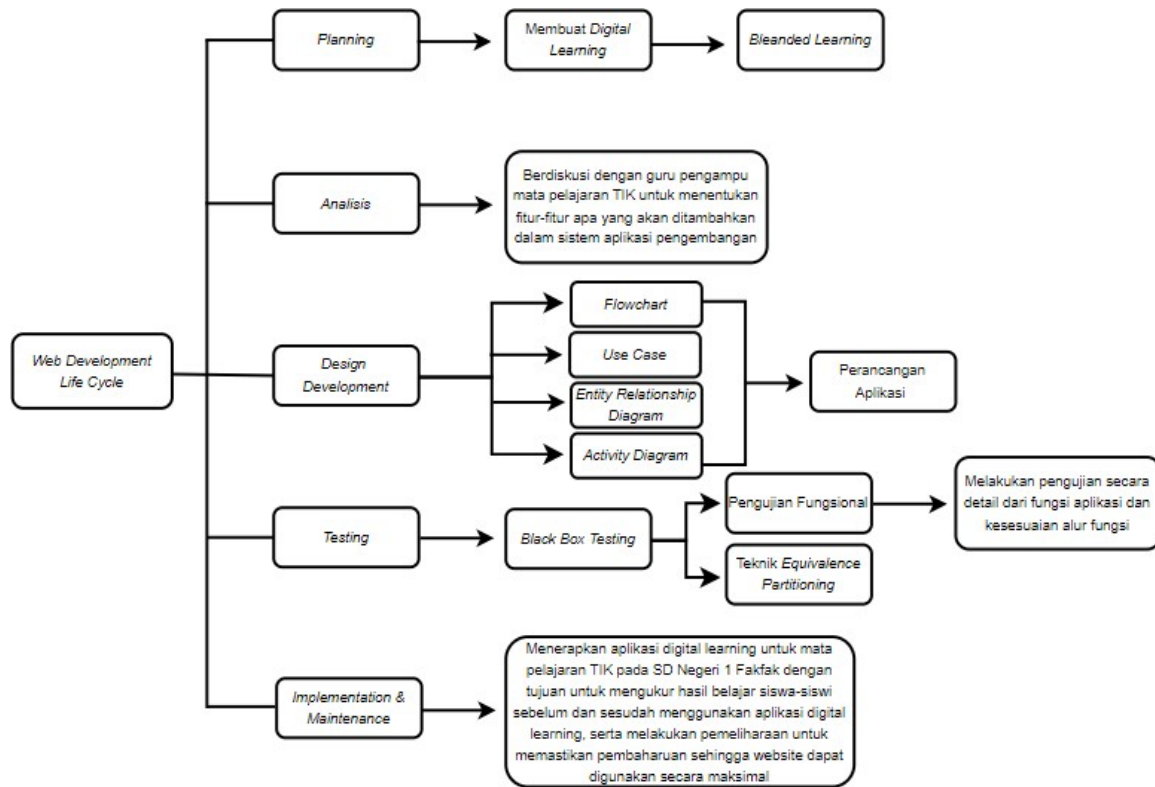 Planning
Membuat Digital
Learning
Bleanded Learning
Analisis
Berdiskusi dengan guru pengampu
mata pelajaran TIK untuk menentukan
fitur-fitur apa yang akan ditambahkan
dalam sistem aplikasi pengembangan
Web Development
Life Cycle
Design
Development
Flowchart
Use Case
Entity Relationship
Diagram
Activity Diagram
Perancangan
Aplikasi
Testing
Black Box Testing
Pengujian Fungsional
Melakukan pengujian secara
detail dari fungsi aplikasi dan
kesesuaian alur fungsi
Teknik Equivalence
Partitioning
Implementation &
Maintenance
Menerapkan aplikasi digital learning untuk mata
pelajaran TIK pada SD Negeri 1 Fakfak dengan
tujuan untuk mengukur hasil belajar siswa-siswi
sebelum dan sesudah menggunakan aplikasi digital
learning, serta melakukan pemeliharaan untuk
memastikan pembaharuan sehingga website dapat
digunakan secara maksimal